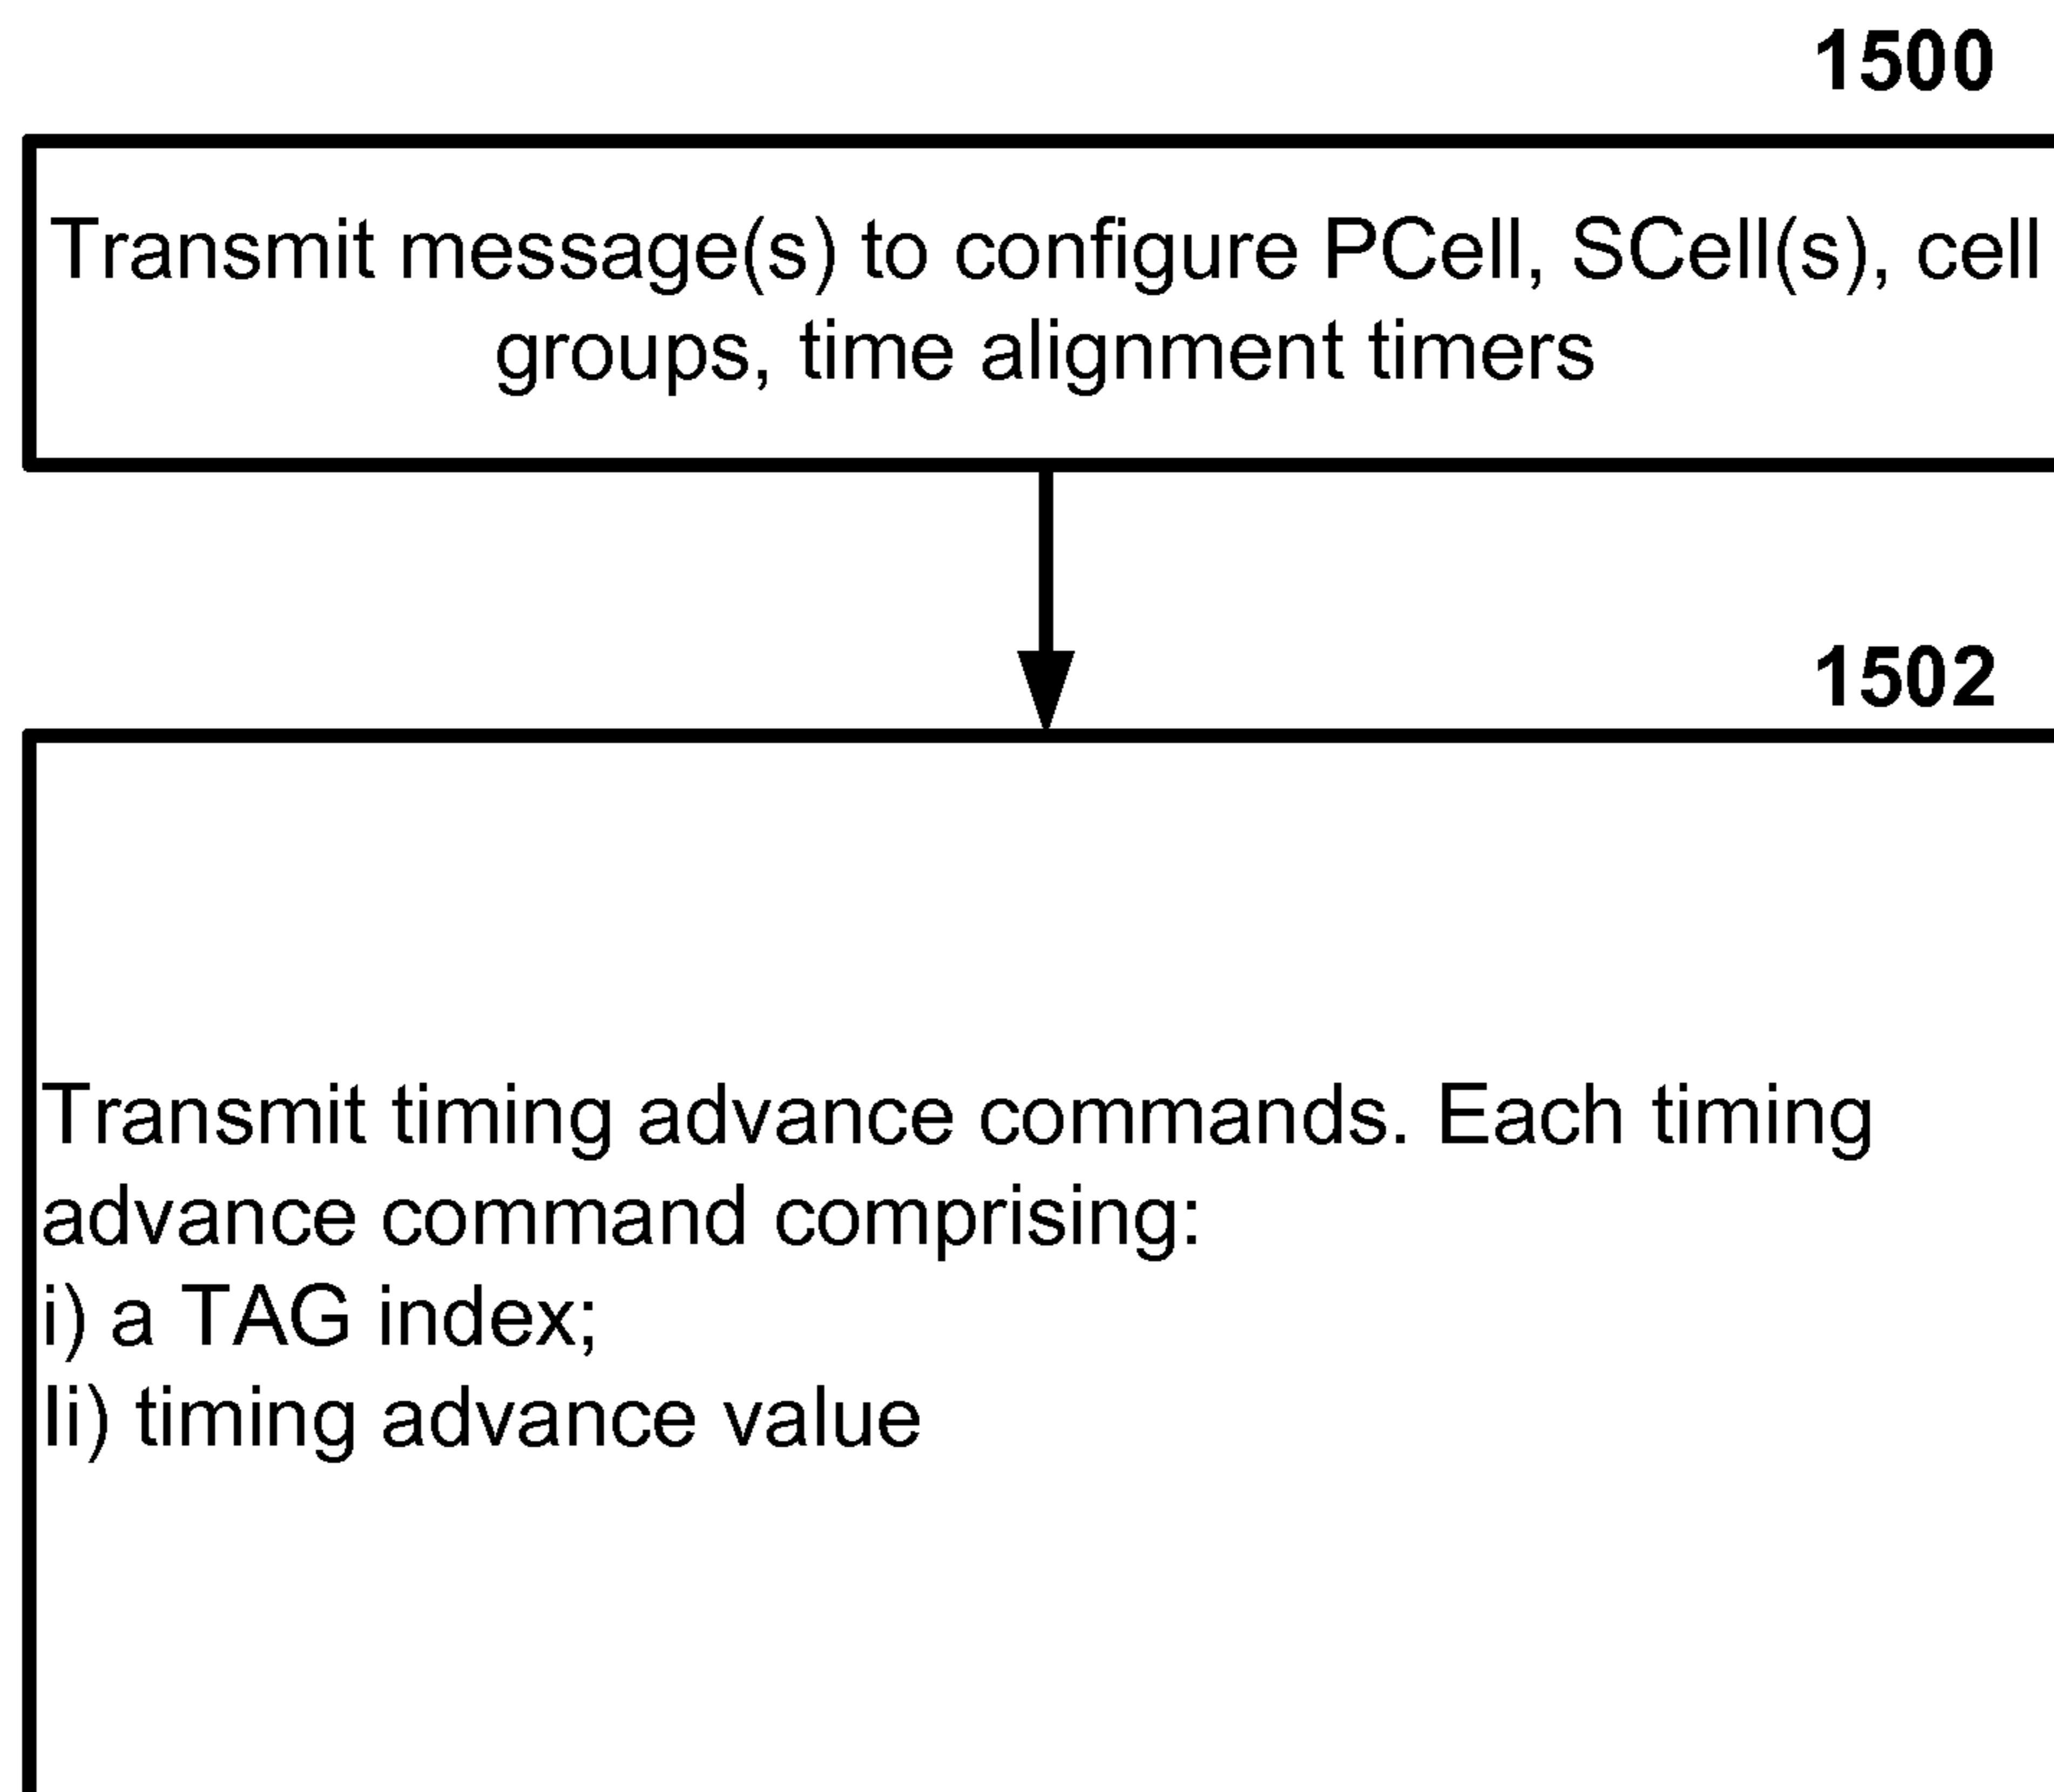 1500
Transmit message(s) to configure PCell, SCell(s), cell
groups, time alignment timers
1502
Transmit timing advance commands. Each timing
advance command comprising:
i) a TAG index;
Ii) timing advance value